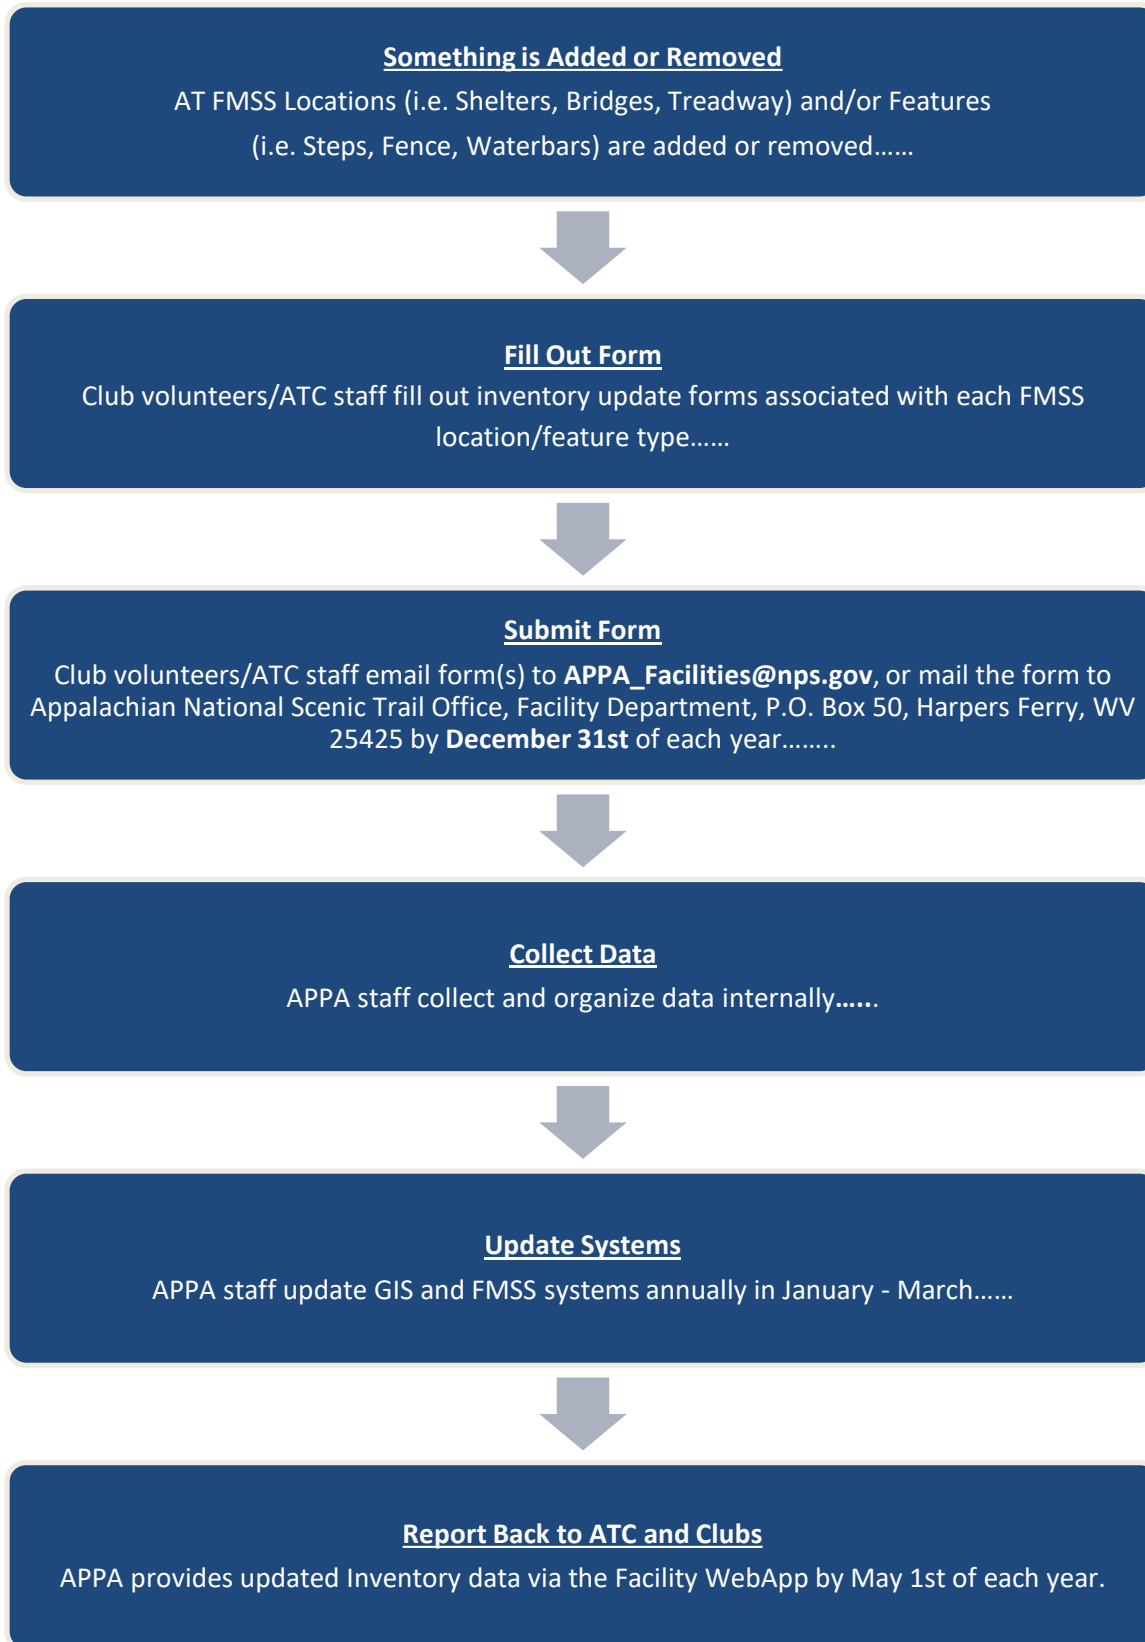 Something is Added or Removed
AT FMSS Locations (i.e. Shelters, Bridges, Treadway) and/or Features
(i.e. Steps, Fence, Waterbars) are added or removed……
Fill Out Form
Club volunteers/ATC staff fill out inventory update forms associated with each FMSS
location/feature type……
Submit Form
Club volunteers/ATC staff email form(s) to APPA_Facilities@nps.gov, or mail the form to
Appalachian National Scenic Trail Office, Facility Department, P.O. Box 50, Harpers Ferry, WV
25425 by December 31st of each year……..
Collect Data
APPA staff collect and organize data internally……
Update Systems
APPA staff update GIS and FMSS systems annually in January - March……
Report Back to ATC and Clubs
APPA provides updated Inventory data via the Facility WebApp by May 1st of each year.